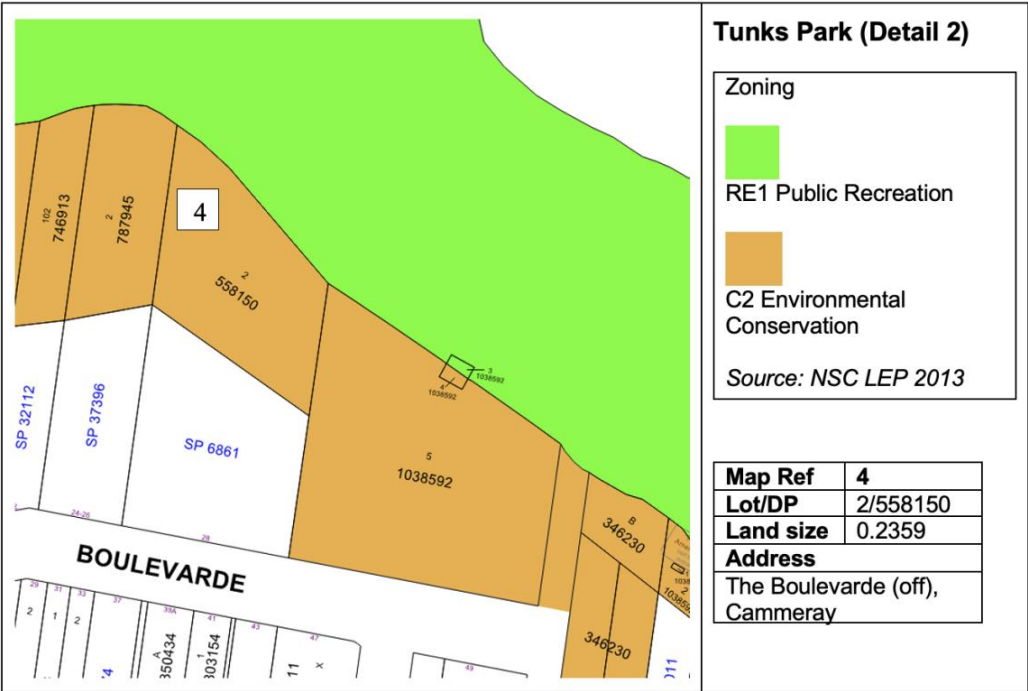 Tunks Park (Detail 2)
Zoning
RE1 Public Recreation
C2 Environmental
Conservation
Source: NSC LEP 2013
Map Ref 4
Lot/DP 2/558150
Land size 0.2359
Address
The Boulevarde (off),
Cammeray
4
102
746913
2
787945
2
558150
3
1038592
4
1038592
5
1038592
B
346230
346230
SP 32112
SP 37396
SP 6861
24-26
28
BOULEVARDE
29
31
33
37
39A
41
43
47
49
2
1
2
A
350434
1
303154
11
X
2